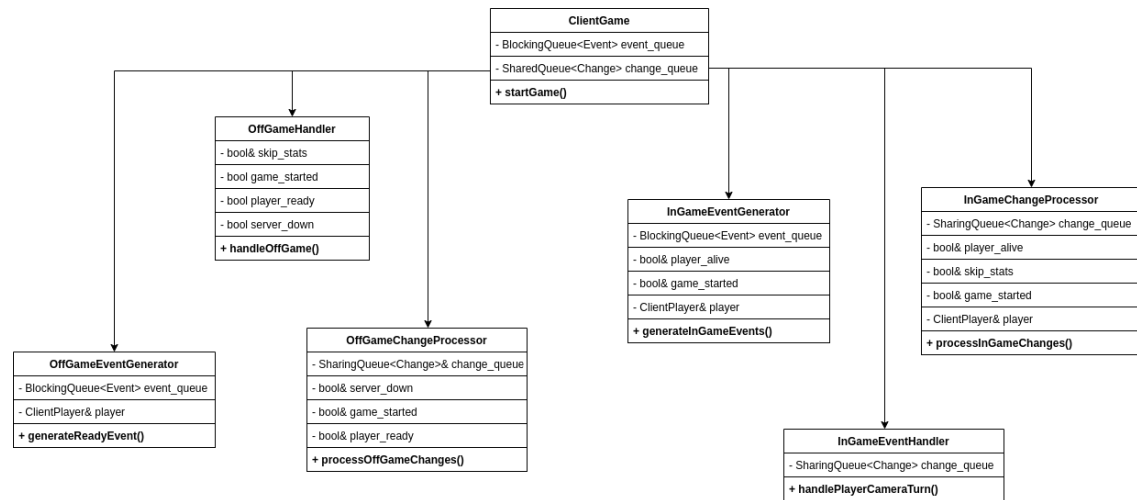 ClientGame
- BlockingQueue<Event> event_queue
- SharedQueue<Change> change_queue
+ startGame()
OffGameHandler
- bool& skip_stats
- bool game_started
- bool player_ready
- bool server_down
+ handleOffGame()
InGameEventGenerator
- BlockingQueue<Event> event_queue
- bool& player_alive
- bool& game_started
- ClientPlayer& player
+ generateInGameEvents()
InGameChangeProcessor
- SharingQueue<Change> change_queue
- bool& player_alive
- bool& skip_stats
- bool& game_started
- ClientPlayer& player
+ processInGameChanges()
OffGameEventGenerator
- BlockingQueue<Event> event_queue
- ClientPlayer& player
+ generateReadyEvent()
OffGameChangeProcessor
- SharingQueue<Change>& change_queue
- bool& server_down
- bool& game_started
- bool& player_ready
+ processOffGameChanges()
InGameEventHandler
- SharingQueue<Change> change_queue
+ handlePlayerCameraTurn()